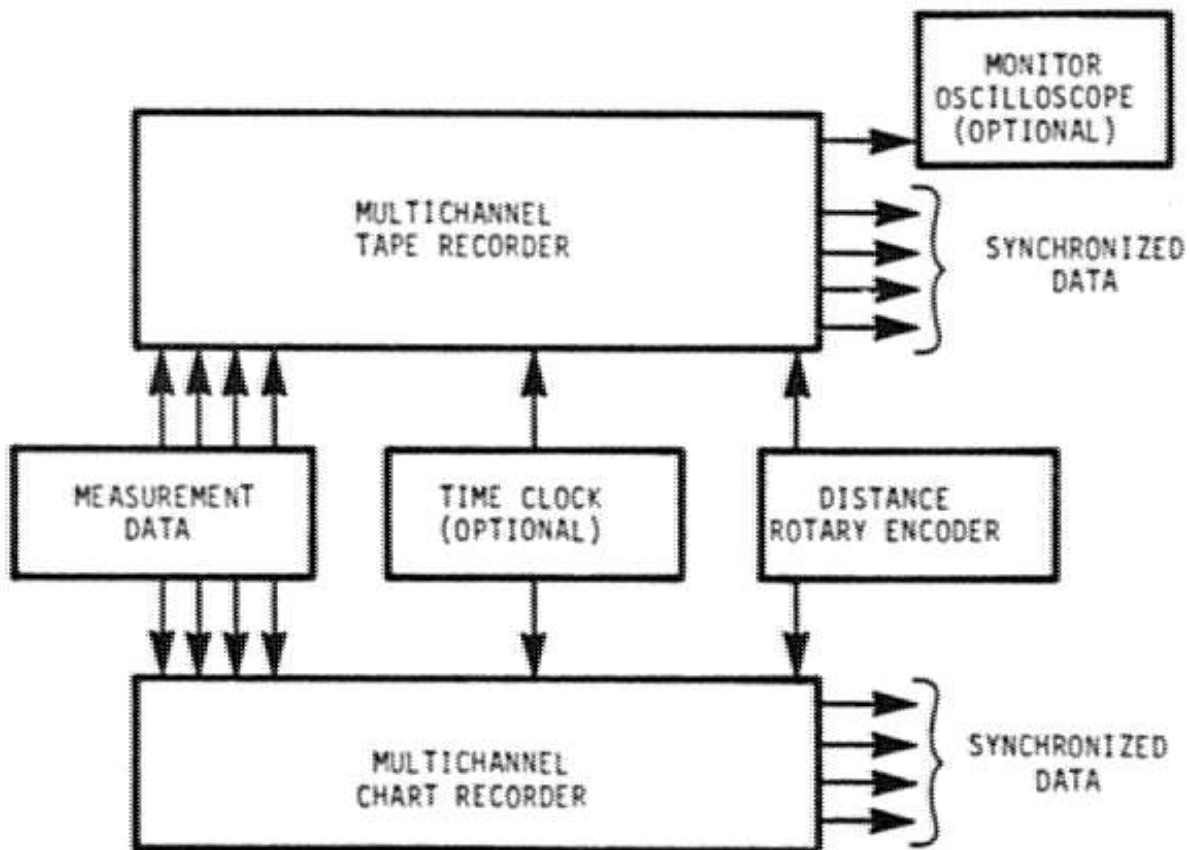 MONITOR
OSCILLOSCOPE
(OPTIONAL)
MULTICHANNEL
TAPE RECORDER
SYNCHRONIZED
DATA
MEASUREMENT
DATA
TIME CLOCK
(OPTIONAL)
DISTANCE
ROTARY ENCODER
MULTICHANNEL
CHART RECORDER
SYNCHRONIZED
DATA